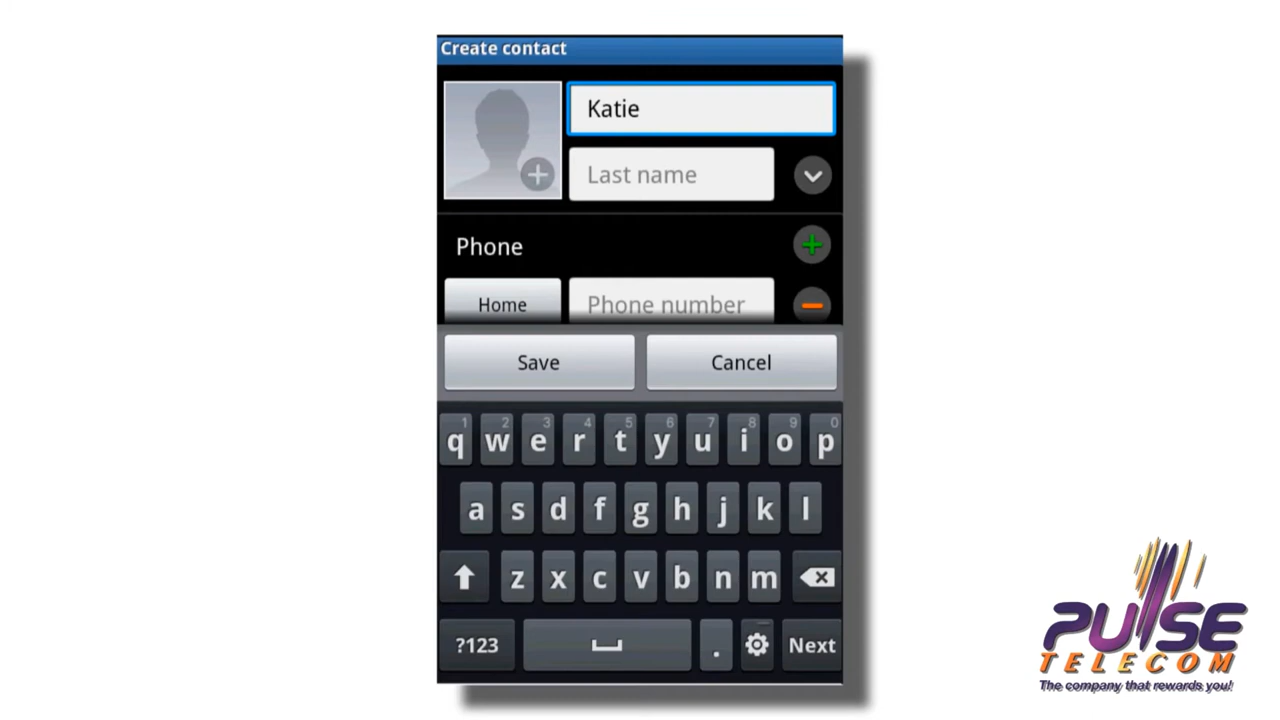 Create contact
Katie
Last name
Phone
Home
Phone number
Save
Cancel
1 2 3 4 5 6 7 8 9 0
q w e r t y u i o p
a s d f g h j k l
z x c v b n m
?123
.
Next
PULSE
TELECOM
The company that rewards you!